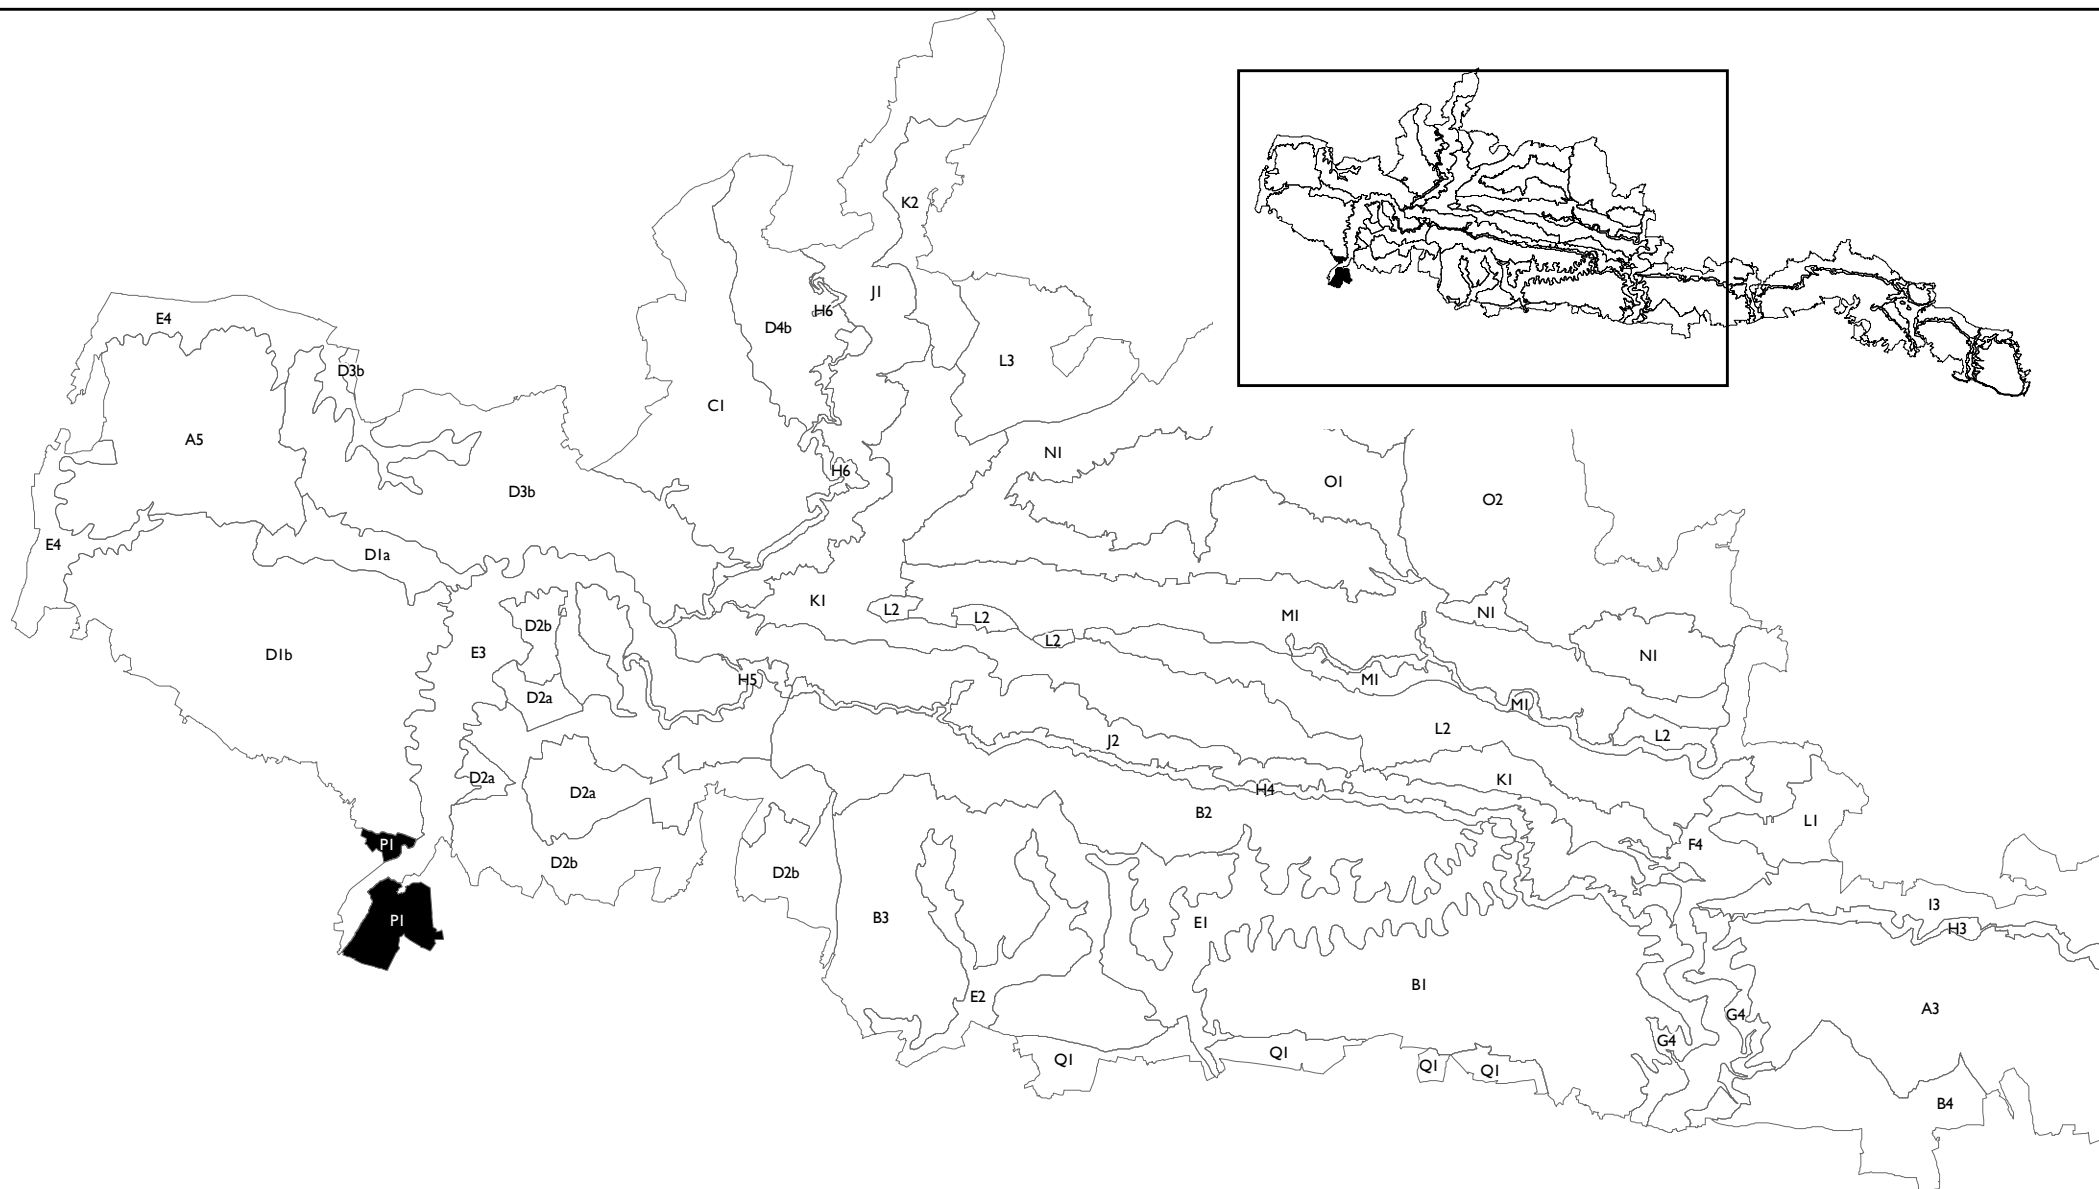 K2
J1
H6
E4
D4b
L3
D3b
C1
A5
N1
H6
O1
D3b
O2
E4
D1a
K1
L2
L2
N1
M1
D2b
L2
D1b
E3
N1
H5
M1
D2a
M1
L2
L2
J2
D2a
K1
D2a
H4
B2
L1
P1
F4
D2b
D2b
I3
B3
P1
E1
H3
B1
E2
A3
G4
G4
Q1
Q1
Q1
Q1
B4